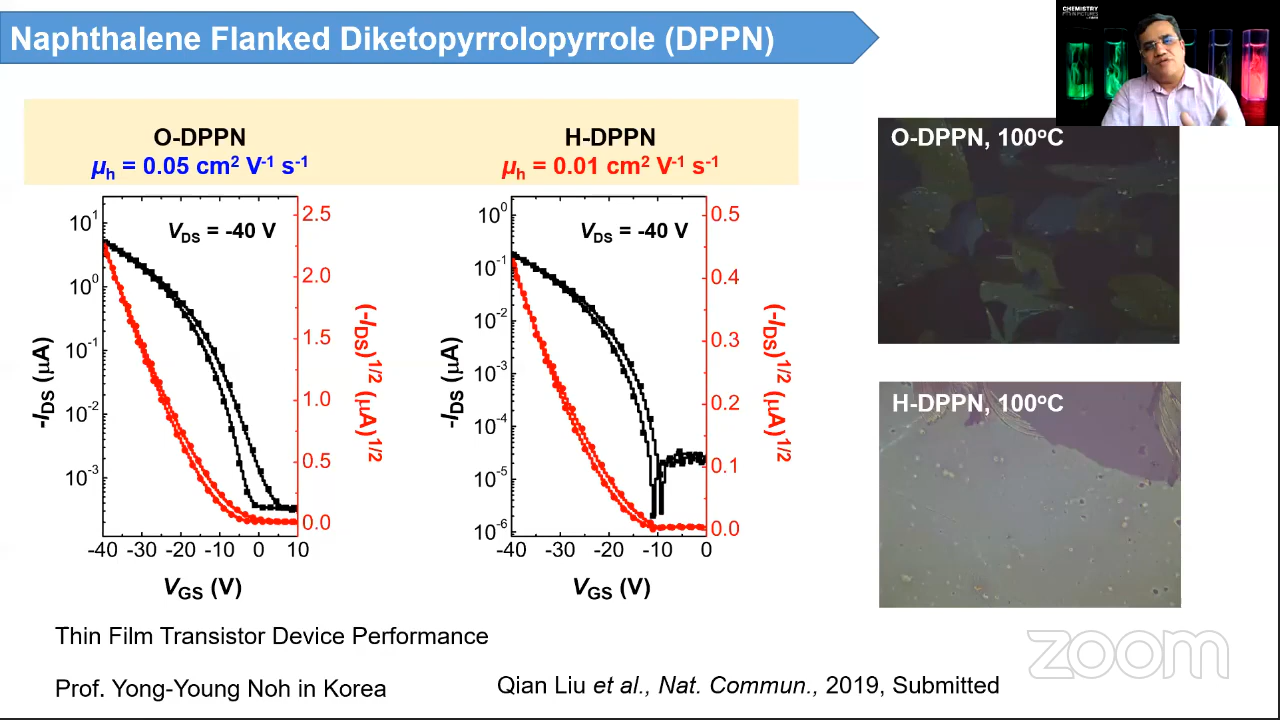 Naphthalene Flanked Diketopyrrolopyrrole (DPPN)
CHEMISTRY
IN PICTURES
O-DPPN
μh = 0.05 cm² V⁻¹ s⁻¹
H-DPPN
μh = 0.01 cm² V⁻¹ s⁻¹
VDS = -40 V
10¹
10⁰
10⁻¹
10⁻²
10⁻³
-IDS (μA)
2.5
2.0
1.5
1.0
0.5
0.0
(-IDS)^1/2 (μA)^1/2
-40 -30 -20 -10 0 10
VGS (V)
VDS = -40 V
10⁰
10⁻¹
10⁻²
10⁻³
10⁻⁴
10⁻⁵
10⁻⁶
-IDS (μA)
0.5
0.4
0.3
0.2
0.1
0.0
(-IDS)^1/2 (μA)^1/2
-40 -30 -20 -10 0
VGS (V)
O-DPPN, 100°C
H-DPPN, 100°C
Thin Film Transistor Device Performance
Prof. Yong-Young Noh in Korea
Qian Liu et al., Nat. Commun., 2019, Submitted
zoom